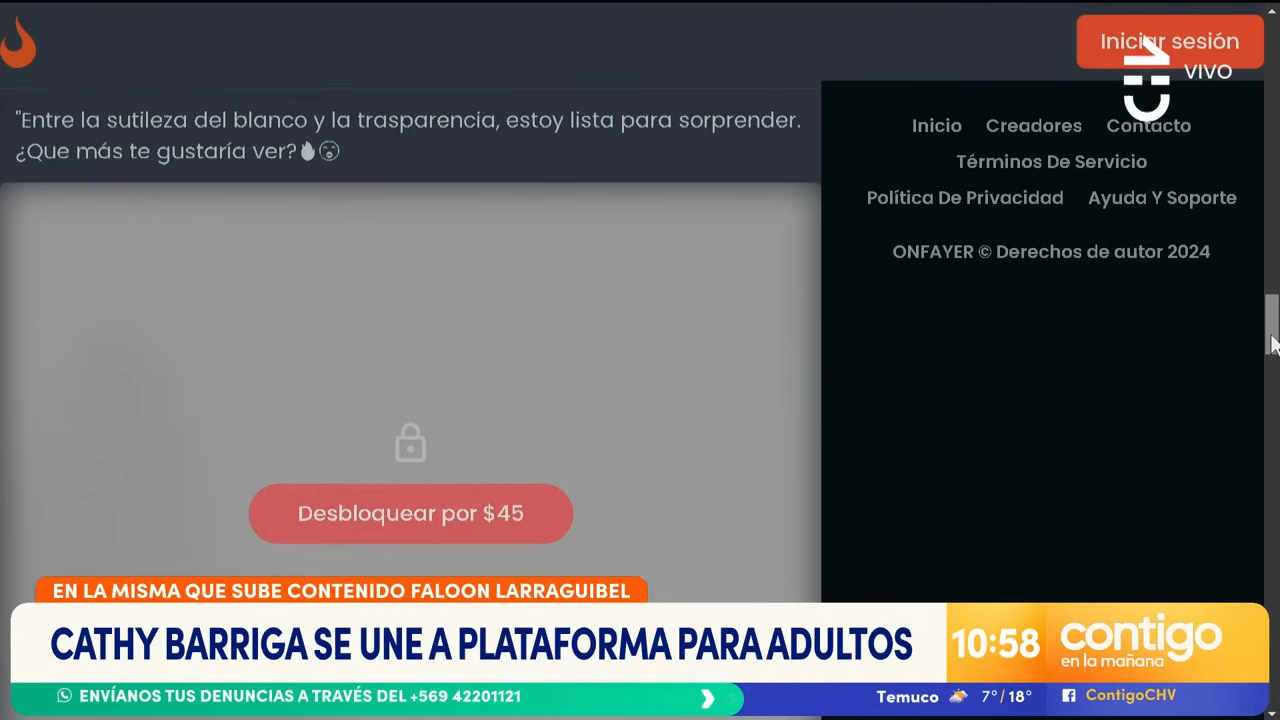 Iniciar sesión
VIVO
"Entre la sutileza del blanco y la trasparencia, estoy lista para sorprender.
¿Que más te gustaría ver?
Inicio Creadores Contacto
Términos De Servicio
Política De Privacidad Ayuda Y Soporte
ONFAYER © Derechos de autor 2024
Desbloquear por $45
EN LA MISMA QUE SUBE CONTENIDO FALOON LARRAGUIBEL
CATHY BARRIGA SE UNE A PLATAFORMA PARA ADULTOS
10:58
contigo
en la mañana
ENVÍANOS TUS DENUNCIAS A TRAVÉS DEL +569 42201121
Temuco 7°/18° ContigoCHV